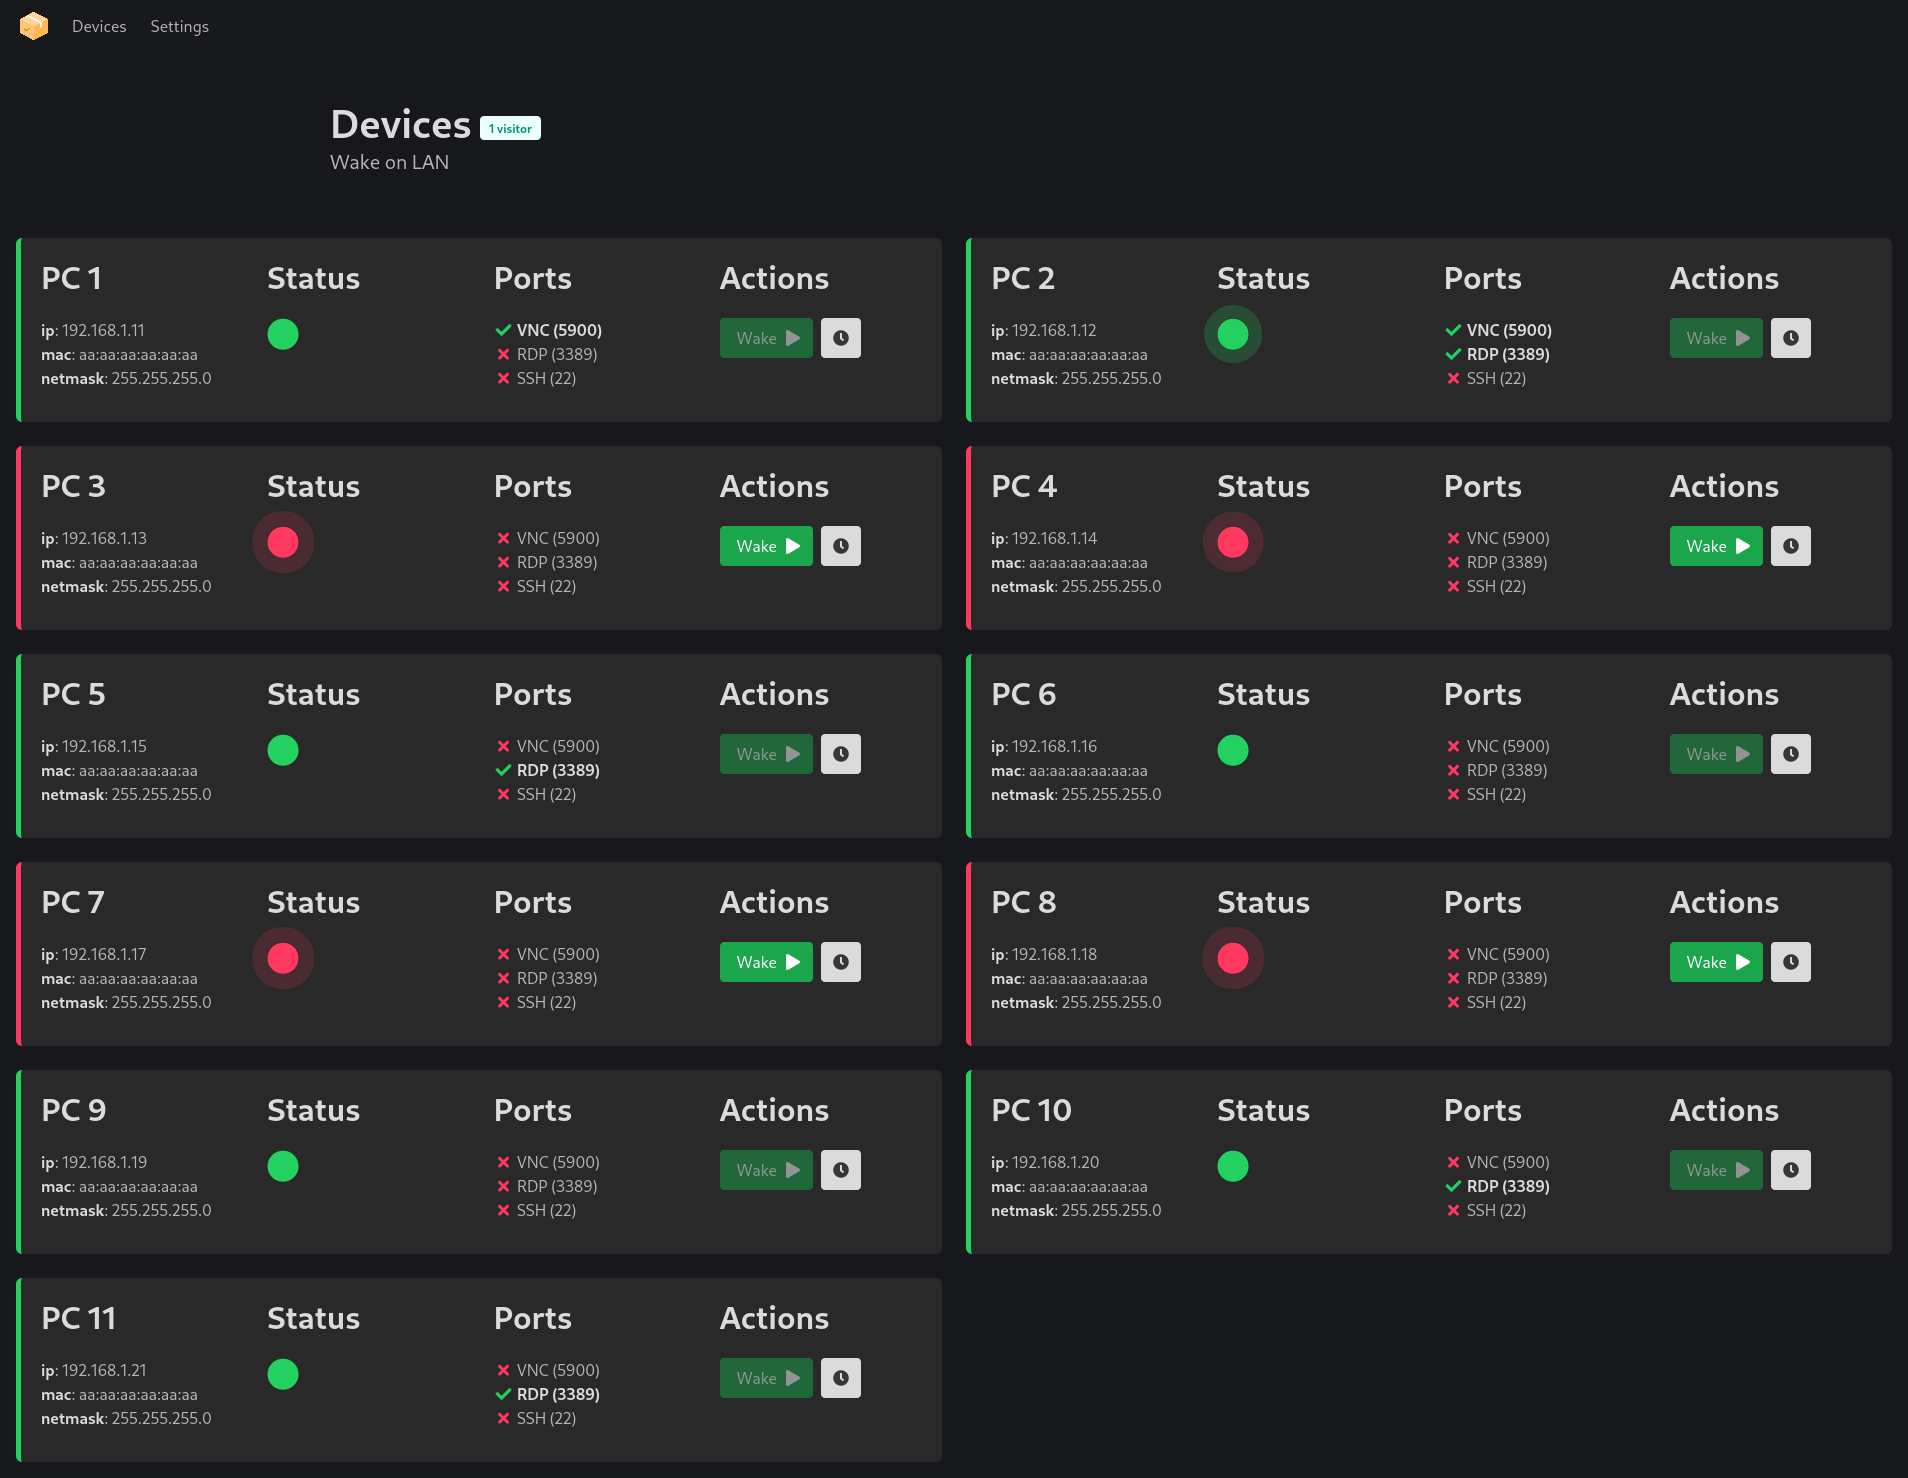 Devices Settings
Devices 1 visitor
Wake on LAN
PC 1 Status Ports Actions
ip: 192.168.1.11 VNC (5900) Wake
mac: aa:aa:aa:aa:aa:aa RDP (3389)
netmask: 255.255.255.0 SSH (22)
PC 2 Status Ports Actions
ip: 192.168.1.12 VNC (5900) Wake
mac: aa:aa:aa:aa:aa:aa RDP (3389)
netmask: 255.255.255.0 SSH (22)
PC 3 Status Ports Actions
ip: 192.168.1.13 VNC (5900) Wake
mac: aa:aa:aa:aa:aa:aa RDP (3389)
netmask: 255.255.255.0 SSH (22)
PC 4 Status Ports Actions
ip: 192.168.1.14 VNC (5900) Wake
mac: aa:aa:aa:aa:aa:aa RDP (3389)
netmask: 255.255.255.0 SSH (22)
PC 5 Status Ports Actions
ip: 192.168.1.15 VNC (5900) Wake
mac: aa:aa:aa:aa:aa:aa RDP (3389)
netmask: 255.255.255.0 SSH (22)
PC 6 Status Ports Actions
ip: 192.168.1.16 VNC (5900) Wake
mac: aa:aa:aa:aa:aa:aa RDP (3389)
netmask: 255.255.255.0 SSH (22)
PC 7 Status Ports Actions
ip: 192.168.1.17 VNC (5900) Wake
mac: aa:aa:aa:aa:aa:aa RDP (3389)
netmask: 255.255.255.0 SSH (22)
PC 8 Status Ports Actions
ip: 192.168.1.18 VNC (5900) Wake
mac: aa:aa:aa:aa:aa:aa RDP (3389)
netmask: 255.255.255.0 SSH (22)
PC 9 Status Ports Actions
ip: 192.168.1.19 VNC (5900) Wake
mac: aa:aa:aa:aa:aa:aa RDP (3389)
netmask: 255.255.255.0 SSH (22)
PC 10 Status Ports Actions
ip: 192.168.1.20 VNC (5900) Wake
mac: aa:aa:aa:aa:aa:aa RDP (3389)
netmask: 255.255.255.0 SSH (22)
PC 11 Status Ports Actions
ip: 192.168.1.21 VNC (5900) Wake
mac: aa:aa:aa:aa:aa:aa RDP (3389)
netmask: 255.255.255.0 SSH (22)